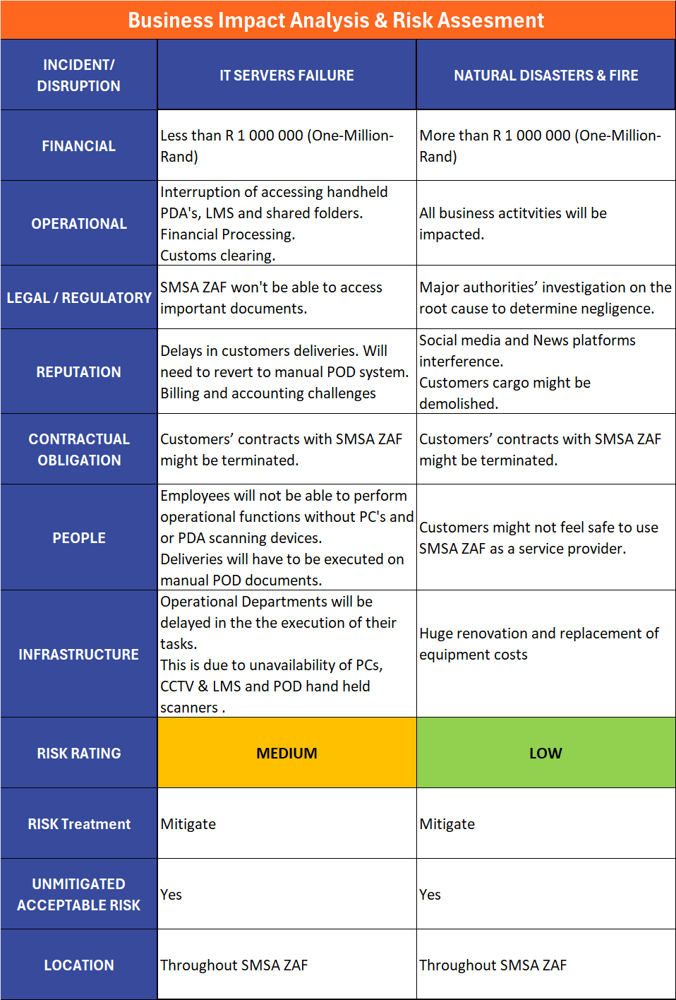 Business Impact Analysis & Risk Assesment
INCIDENT/
DISRUPTION
IT SERVERS FAILURE
NATURAL DISASTERS & FIRE
FINANCIAL
Less than R 1 000 000 (One-Million-
Rand)
More than R 1 000 000 (One-Million-
Rand)
OPERATIONAL
Interruption of accessing handheld
PDA's, LMS and shared folders.
Financial Processing.
Customs clearing.
All business actitvities will be
impacted.
LEGAL / REGULATORY
SMSA ZAF won't be able to access
important documents.
Major authorities’ investigation on the
root cause to determine negligence.
REPUTATION
Delays in customers deliveries. Will
need to revert to manual POD system.
Billing and accounting challenges
Social media and News platforms
interference.
Customers cargo might be
demolished.
CONTRACTUAL
OBLIGATION
Customers’ contracts with SMSA ZAF
might be terminated.
Customers’ contracts with SMSA ZAF
might be terminated.
PEOPLE
Employees will not be able to perform
operational functions without PC's and
or PDA scanning devices.
Deliveries will have to be executed on
manual POD documents.
Customers might not feel safe to use
SMSA ZAF as a service provider.
INFRASTRUCTURE
Operational Departments will be
delayed in the the execution of their
tasks.
This is due to unavailability of PCs,
CCTV & LMS and POD hand held
scanners .
Huge renovation and replacement of
equipment costs
RISK RATING
MEDIUM
LOW
RISK Treatment
Mitigate
Mitigate
UNMITIGATED
ACCEPTABLE RISK
Yes
Yes
LOCATION
Throughout SMSA ZAF
Throughout SMSA ZAF